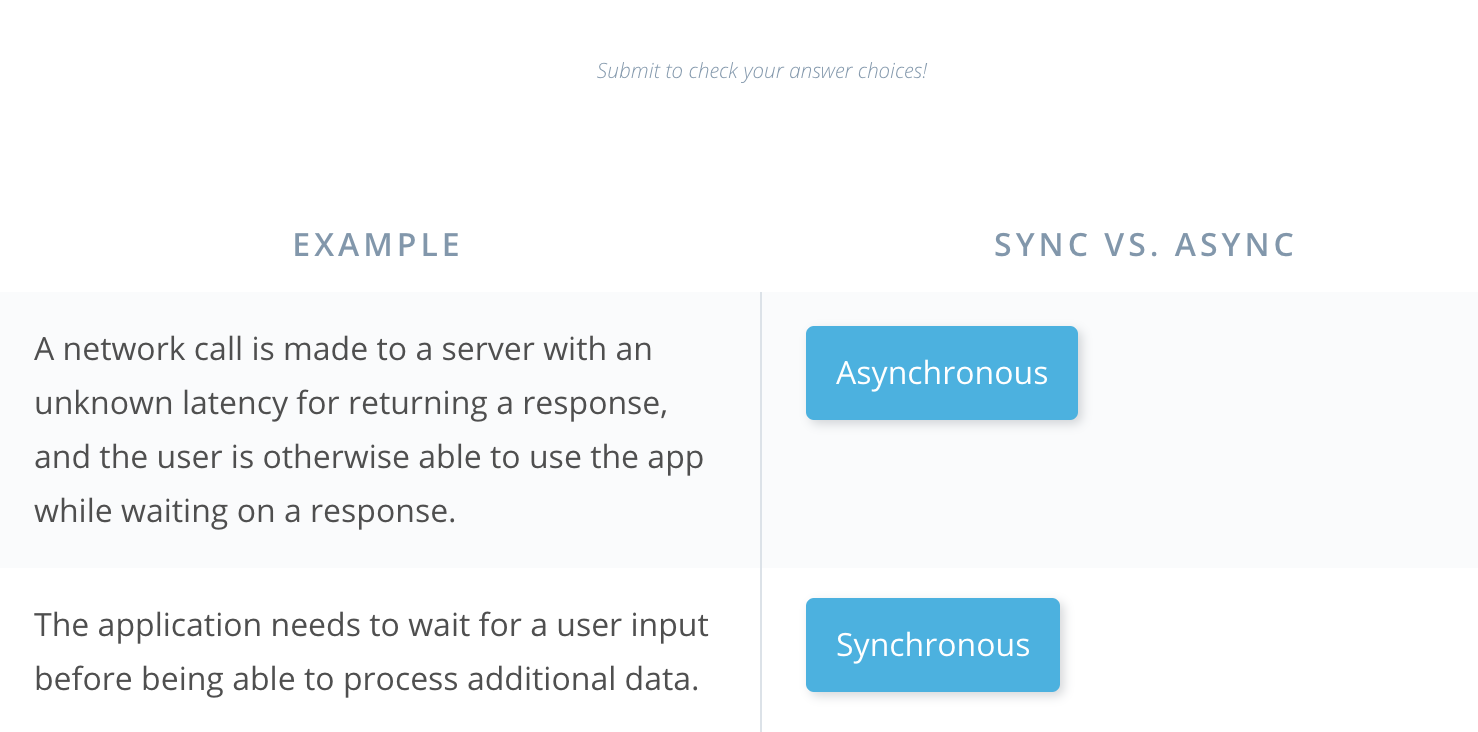 Submit to check your answer choices!
EXAMPLE
SYNC VS. ASYNC
A network call is made to a server with an
unknown latency for returning a response,
and the user is otherwise able to use the app
while waiting on a response.
Asynchronous
The application needs to wait for a user input
before being able to process additional data.
Synchronous